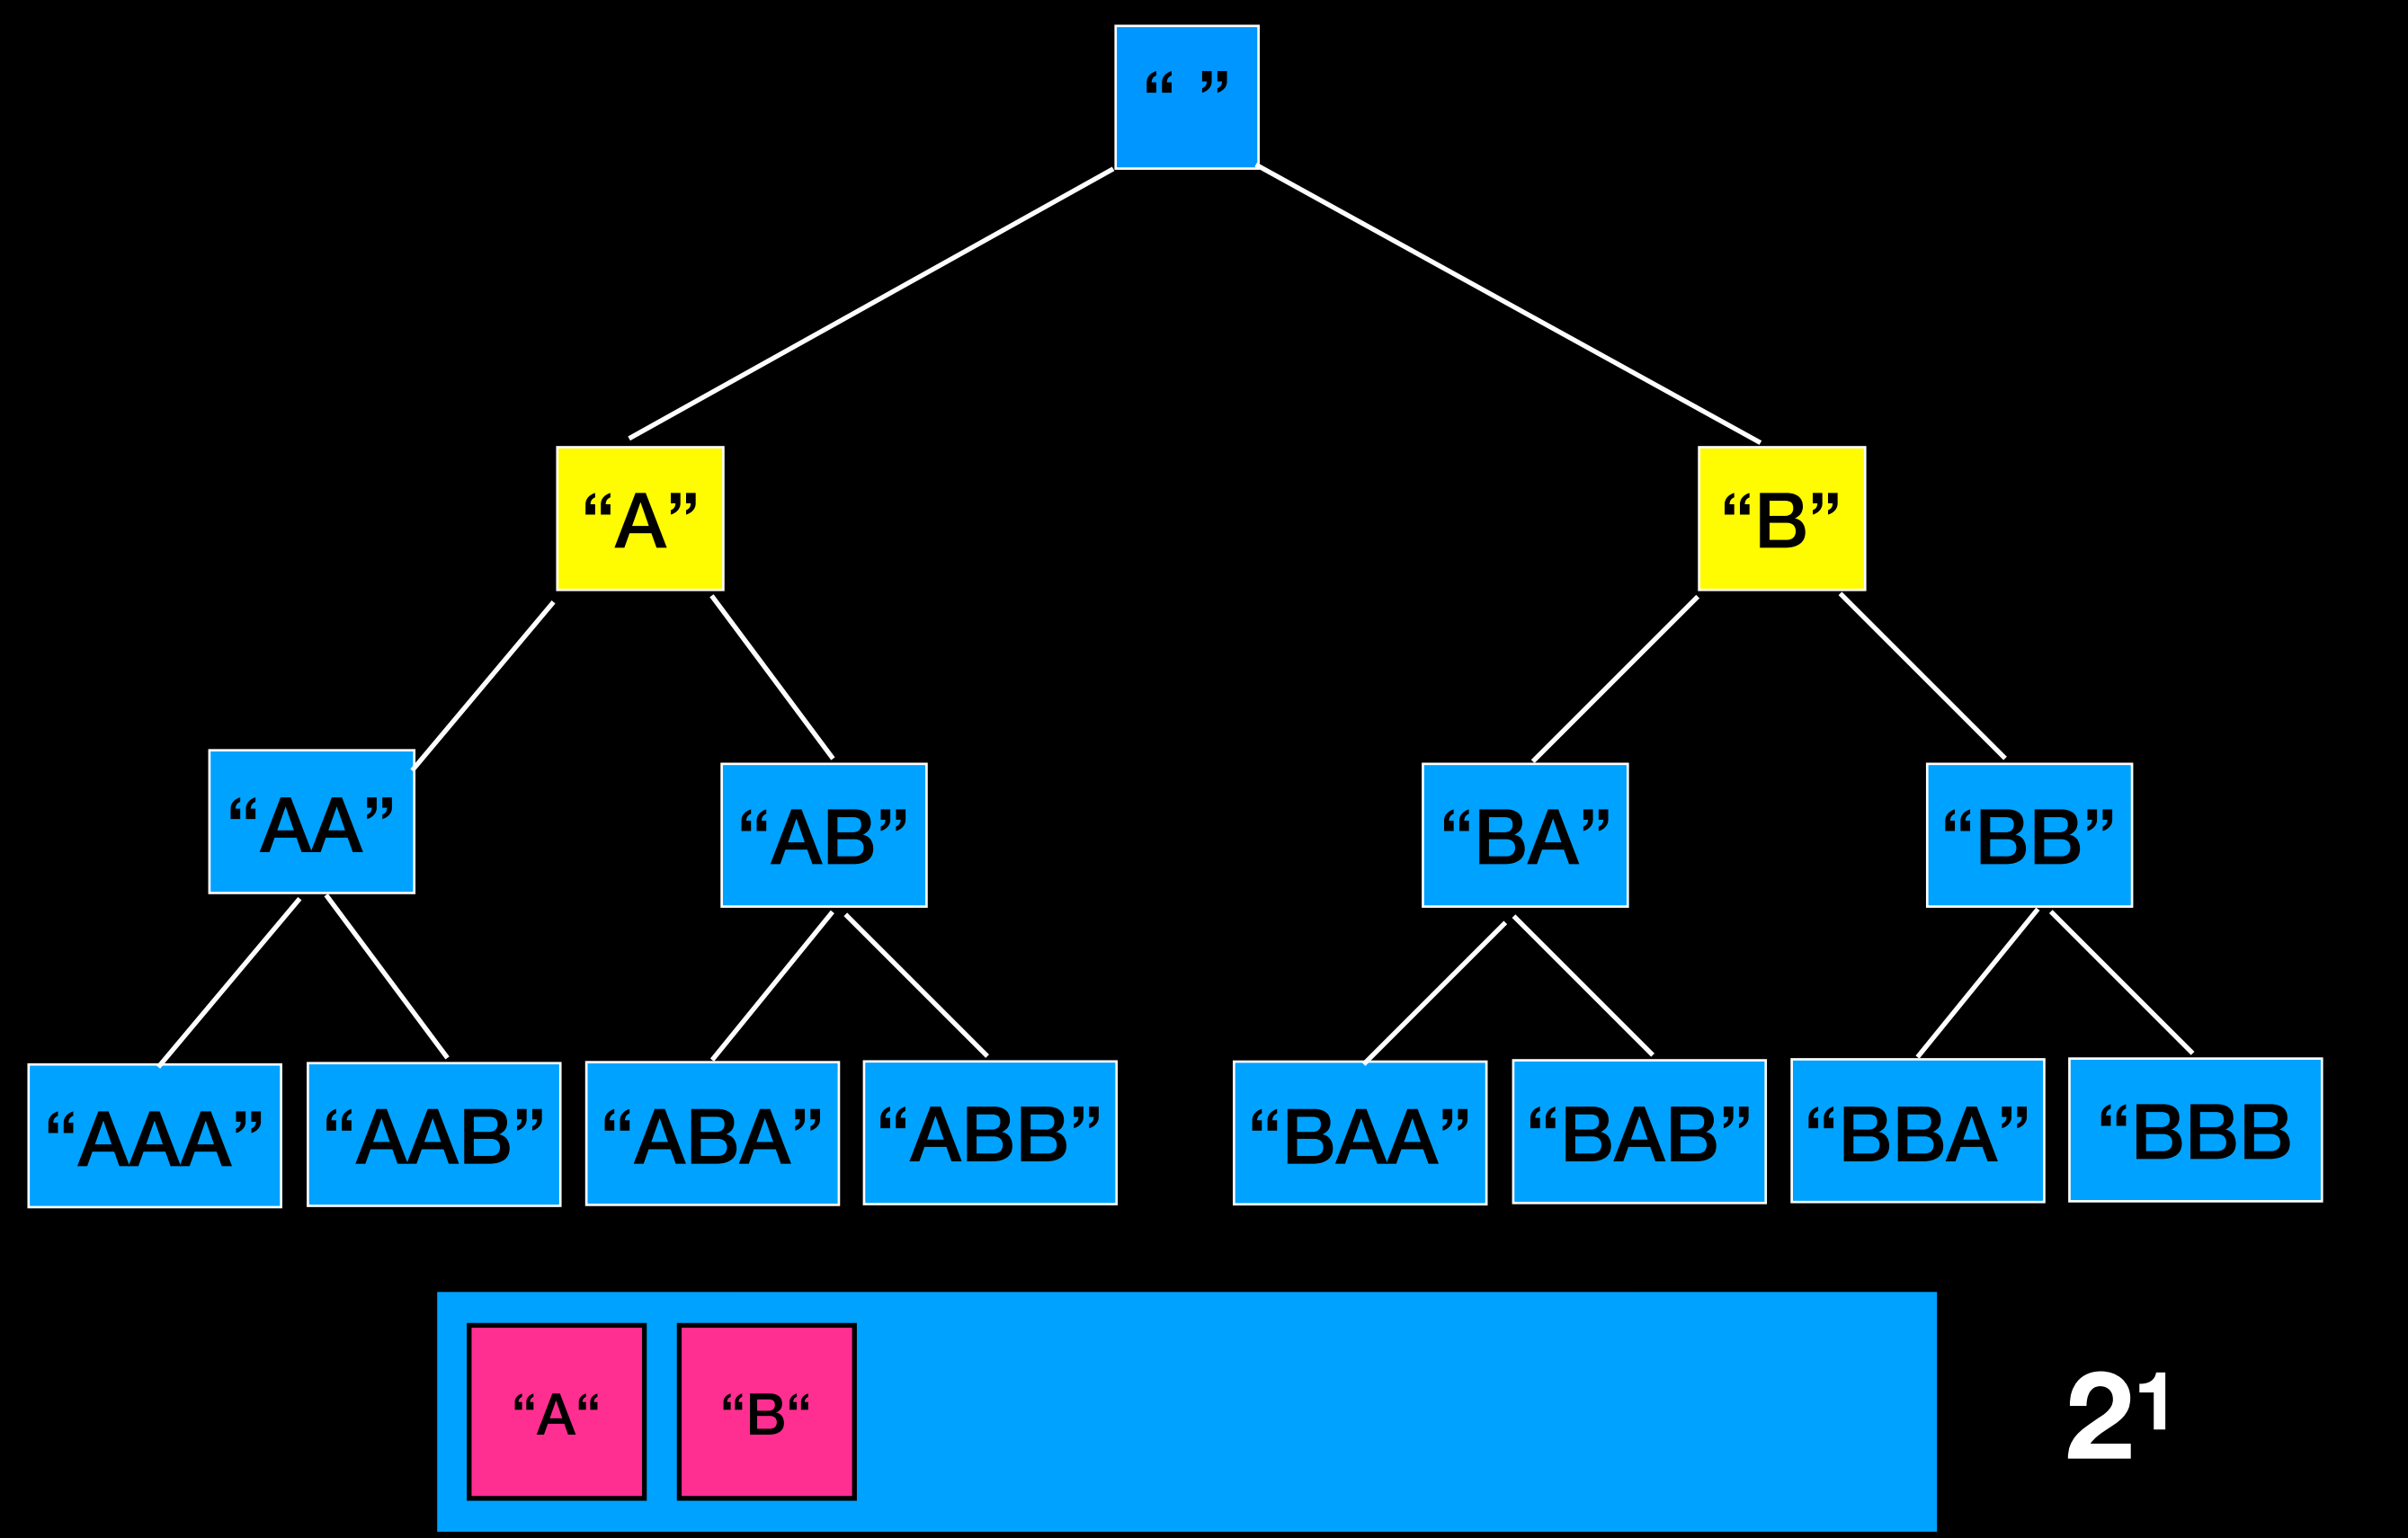 “ ”
“A” “B”
“AA” “AB” “BA” “BB”
“AAA” “AAB” “ABA” “ABB” “BAA” “BAB” “BBA” “BBB
“A“ “B“ 2¹